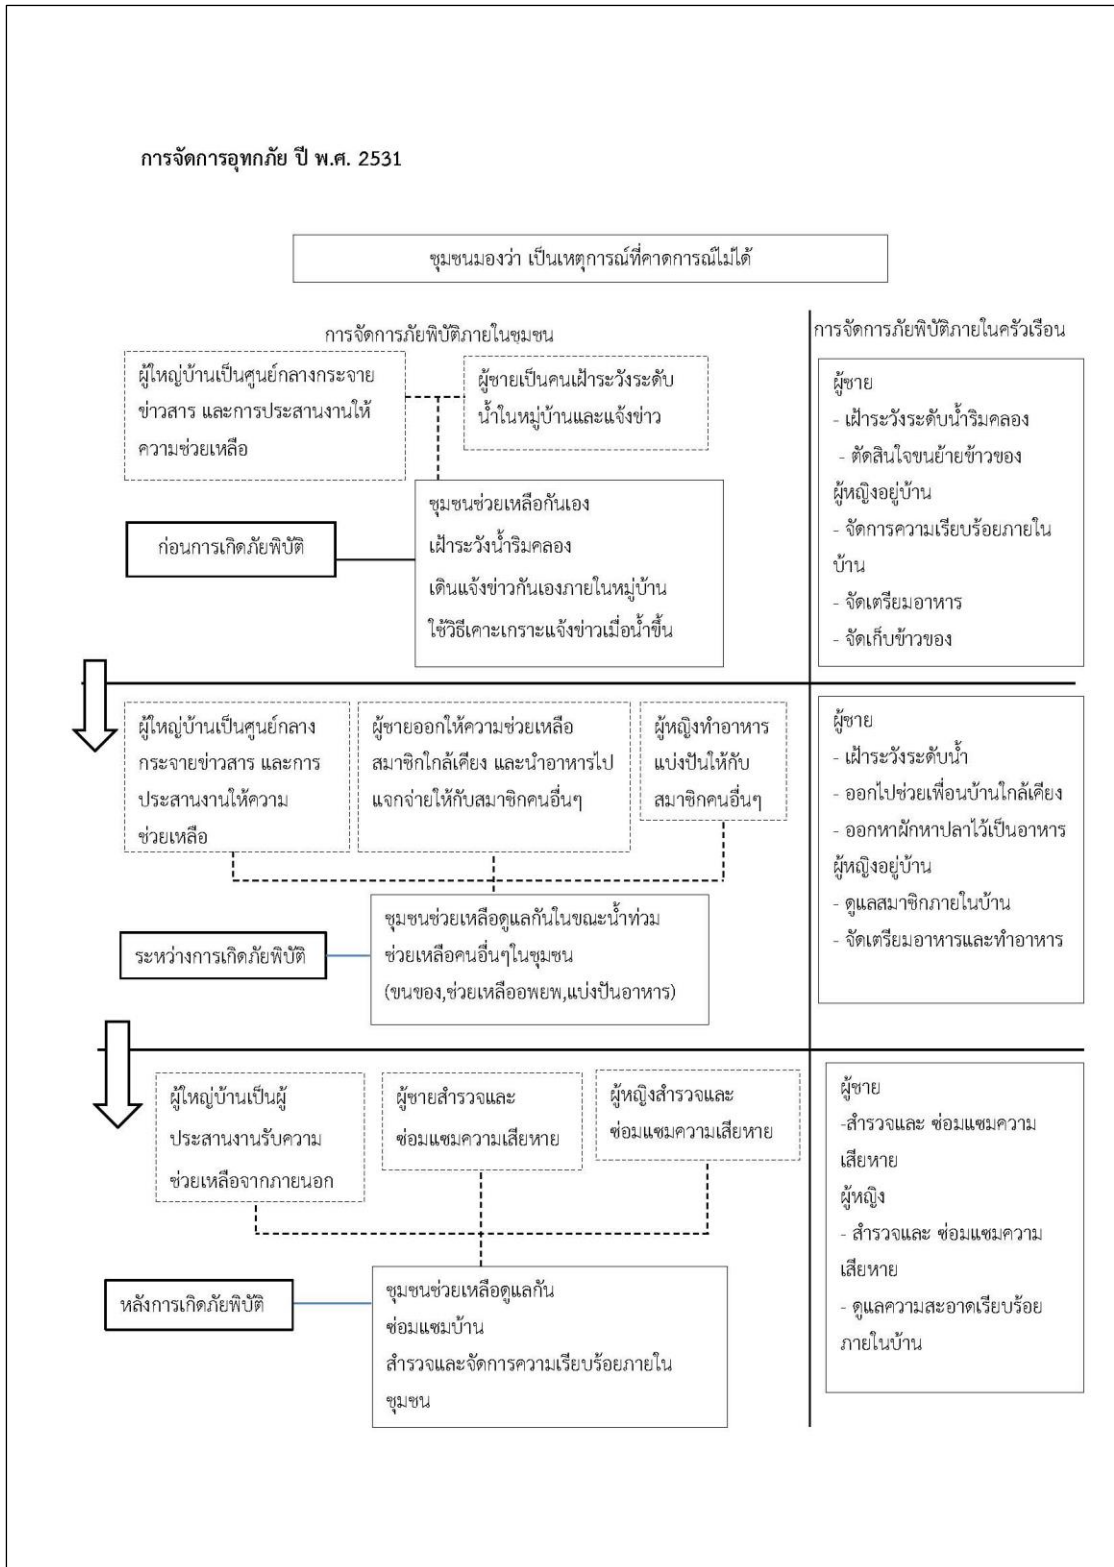 การจัดการอุทกภัย ปี พ.ศ. 2531
ชุมชนมองว่า เป็นเหตุการณ์ที่คาดการณ์ไม่ได้
การจัดการภัยพิบัติภายในชุมชน
ผู้ใหญ่บ้านเป็นศูนย์กลางกระจาย
ข่าวสาร และการประสานงานให้
ความช่วยเหลือ
ผู้ชายเป็นคนเฝ้าระวังระดับ
น้ำในหมู่บ้านและแจ้งข่าว
ก่อนการเกิดภัยพิบัติ
ชุมชนช่วยเหลือกันเอง
เฝ้าระวังน้ำริมคลอง
เดินแจ้งข่าวกันเองภายในหมู่บ้าน
ใช้วิธีเคาะเกราะแจ้งข่าวเมื่อน้ำขึ้น
การจัดการภัยพิบัติภายในครัวเรือน
ผู้ชาย
- เฝ้าระวังระดับน้ำริมคลอง
- ตัดสินใจขนย้ายข้าวของ
ผู้หญิงอยู่บ้าน
- จัดการความเรียบร้อยภายใน
บ้าน
- จัดเตรียมอาหาร
- จัดเก็บข้าวของ
ผู้ใหญ่บ้านเป็นศูนย์กลาง
กระจายข่าวสาร และการ
ประสานงานให้ความ
ช่วยเหลือ
ผู้ชายออกให้ความช่วยเหลือ
สมาชิกใกล้เคียง และนำอาหารไป
แจกจ่ายให้กับสมาชิกคนอื่นๆ
ผู้หญิงทำอาหาร
แบ่งปันให้กับ
สมาชิกคนอื่นๆ
ระหว่างการเกิดภัยพิบัติ
ชุมชนช่วยเหลือดูแลกันในขณะน้ำท่วม
ช่วยเหลือคนอื่นๆในชุมชน
(ขนของ,ช่วยเหลืออพยพ,แบ่งปันอาหาร)
ผู้ชาย
- เฝ้าระวังระดับน้ำ
- ออกไปช่วยเพื่อนบ้านใกล้เคียง
- ออกหาผักหาปลาไว้เป็นอาหาร
ผู้หญิงอยู่บ้าน
- ดูแลสมาชิกภายในบ้าน
- จัดเตรียมอาหารและทำอาหาร
ผู้ใหญ่บ้านเป็นผู้
ประสานงานรับความ
ช่วยเหลือจากภายนอก
ผู้ชายสำรวจและ
ซ่อมแซมความเสียหาย
ผู้หญิงสำรวจและ
ซ่อมแซมความเสียหาย
หลังการเกิดภัยพิบัติ
ชุมชนช่วยเหลือดูแลกัน
ซ่อมแซมบ้าน
สำรวจและจัดการความเรียบร้อยภายใน
ชุมชน
ผู้ชาย
-สำรวจและ ซ่อมแซมความ
เสียหาย
ผู้หญิง
- สำรวจและ ซ่อมแซมความ
เสียหาย
- ดูแลความสะอาดเรียบร้อย
ภายในบ้าน